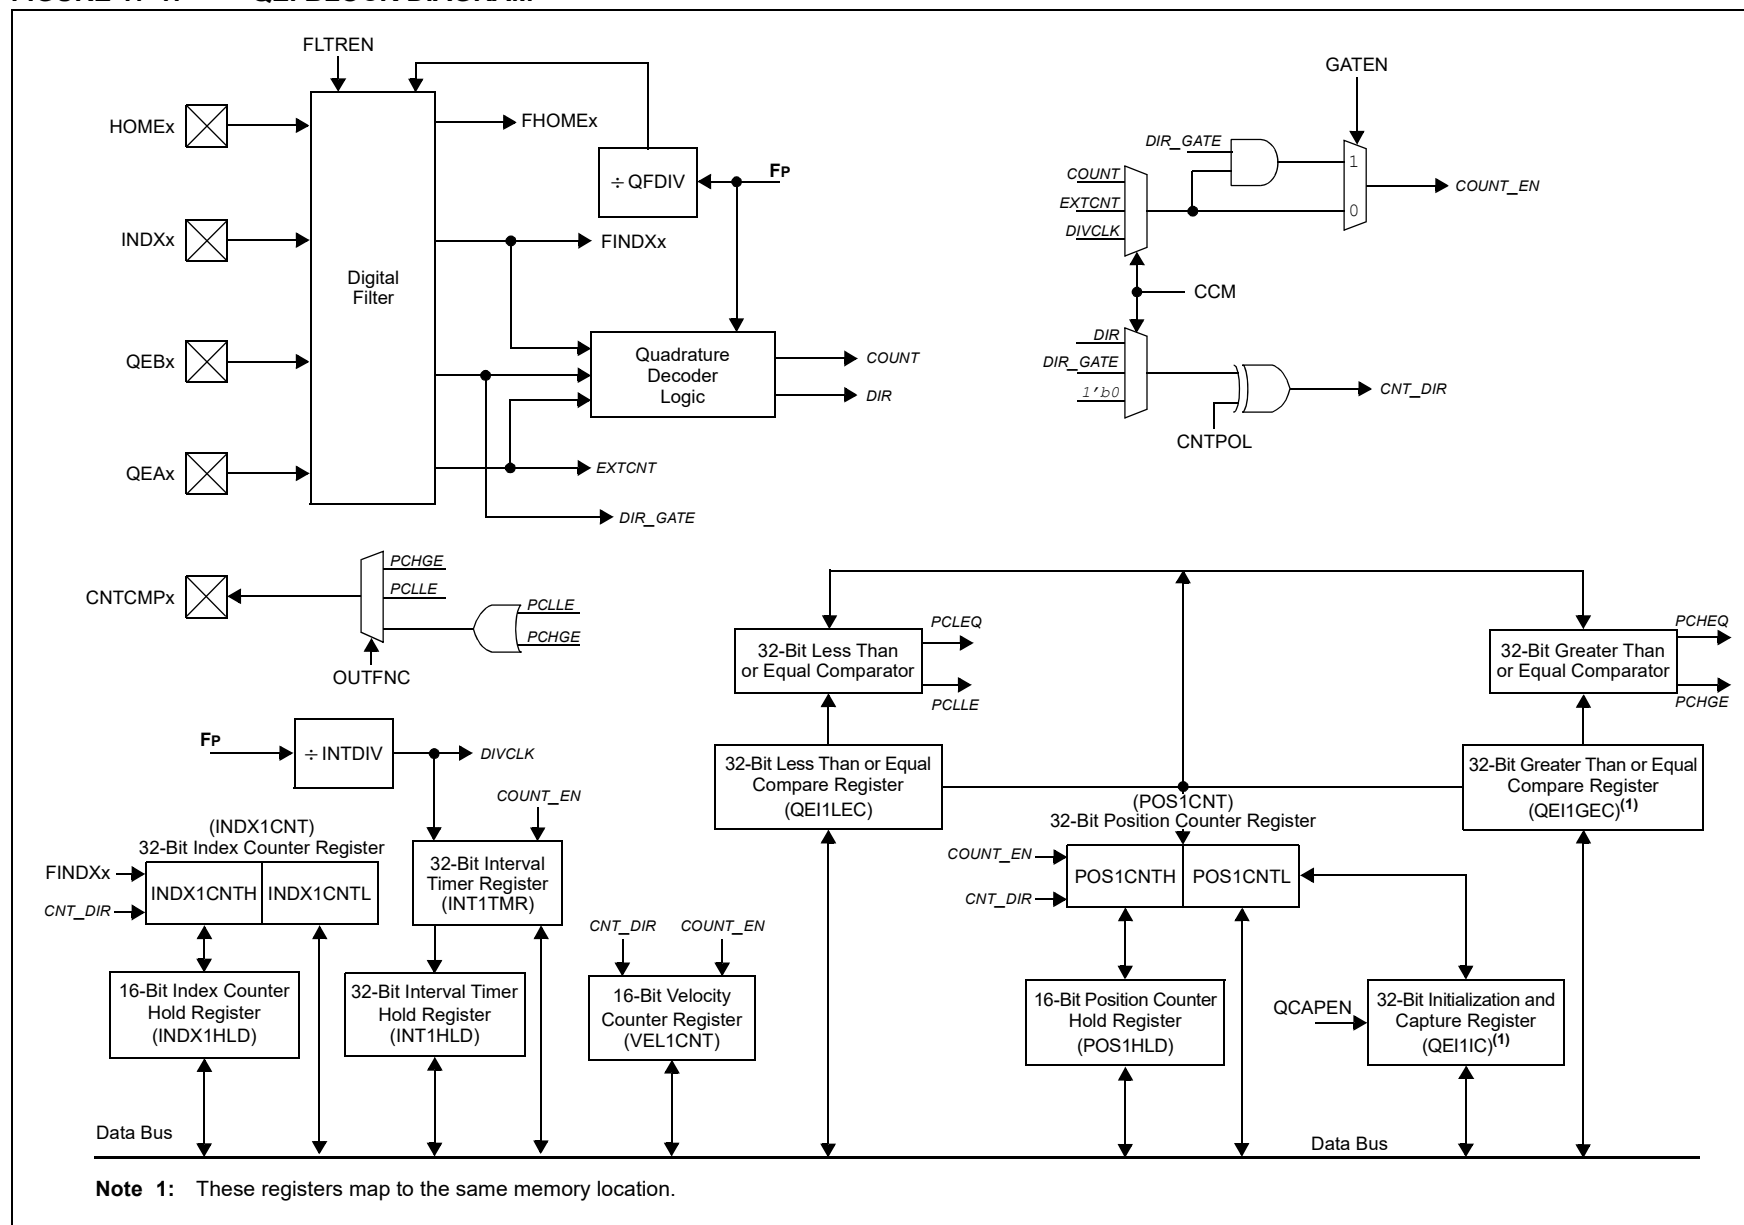 FLTREN
HOMEx
INDXx
QEBx
QEAx
Digital
Filter
FHOMEx
÷ QFDIV
FP
FINDXx
Quadrature
Decoder
Logic
COUNT
DIR
EXTCNT
DIR_GATE
GATEN
DIR_GATE
COUNT
EXTCNT
DIVCLK
1
0
COUNT_EN
CCM
DIR
DIR_GATE
1'b0
CNTPOL
CNT_DIR
CNTCMPx
PCHGE
PCLLE
PCLLE
PCHGE
OUTFNC
FP
÷ INTDIV
DIVCLK
COUNT_EN
(INDX1CNT)
32-Bit Index Counter Register
FINDXx
CNT_DIR
INDX1CNTH
INDX1CNTL
32-Bit Interval
Timer Register
(INT1TMR)
16-Bit Index Counter
Hold Register
(INDX1HLD)
32-Bit Interval Timer
Hold Register
(INT1HLD)
CNT_DIR
COUNT_EN
16-Bit Velocity
Counter Register
(VEL1CNT)
32-Bit Less Than
or Equal Comparator
PCLEQ
PCLLE
32-Bit Greater Than
or Equal Comparator
PCHEQ
PCHGE
32-Bit Less Than or Equal
Compare Register
(QEI1LEC)
32-Bit Greater Than or Equal
Compare Register
(QEI1GEC)(1)
(POS1CNT)
32-Bit Position Counter Register
COUNT_EN
CNT_DIR
POS1CNTH
POS1CNTL
16-Bit Position Counter
Hold Register
(POS1HLD)
QCAPEN
32-Bit Initialization and
Capture Register
(QEI1IC)(1)
Data Bus
Data Bus
Note 1: These registers map to the same memory location.